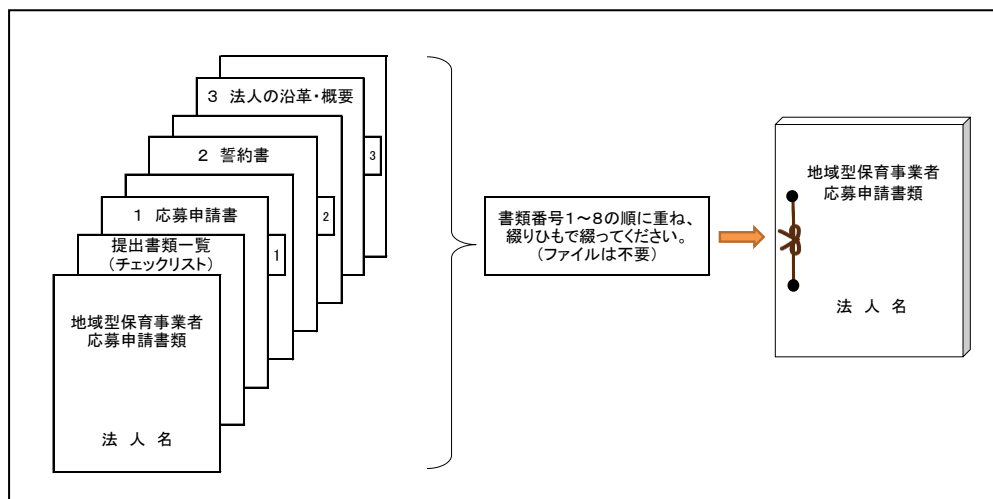 ３ 法人の沿革・概要
3
２ 誓約書
2
１ 応募申請書
1
提出書類一覧
（チェックリスト）
地域型保育事業者
応募申請書類
法 人 名
書類番号１～８の順に重ね、
綴りひもで綴ってください。
（ファイルは不要）
地域型保育事業者
応募申請書類
法 人 名